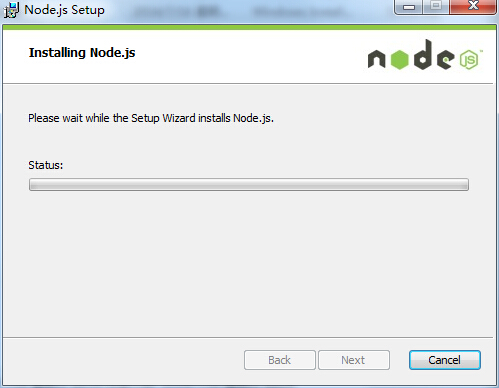 Node.js Setup
Installing Node.js
node
JS
Please wait while the Setup Wizard installs Node.js.
Status:
Back
Next
Cancel